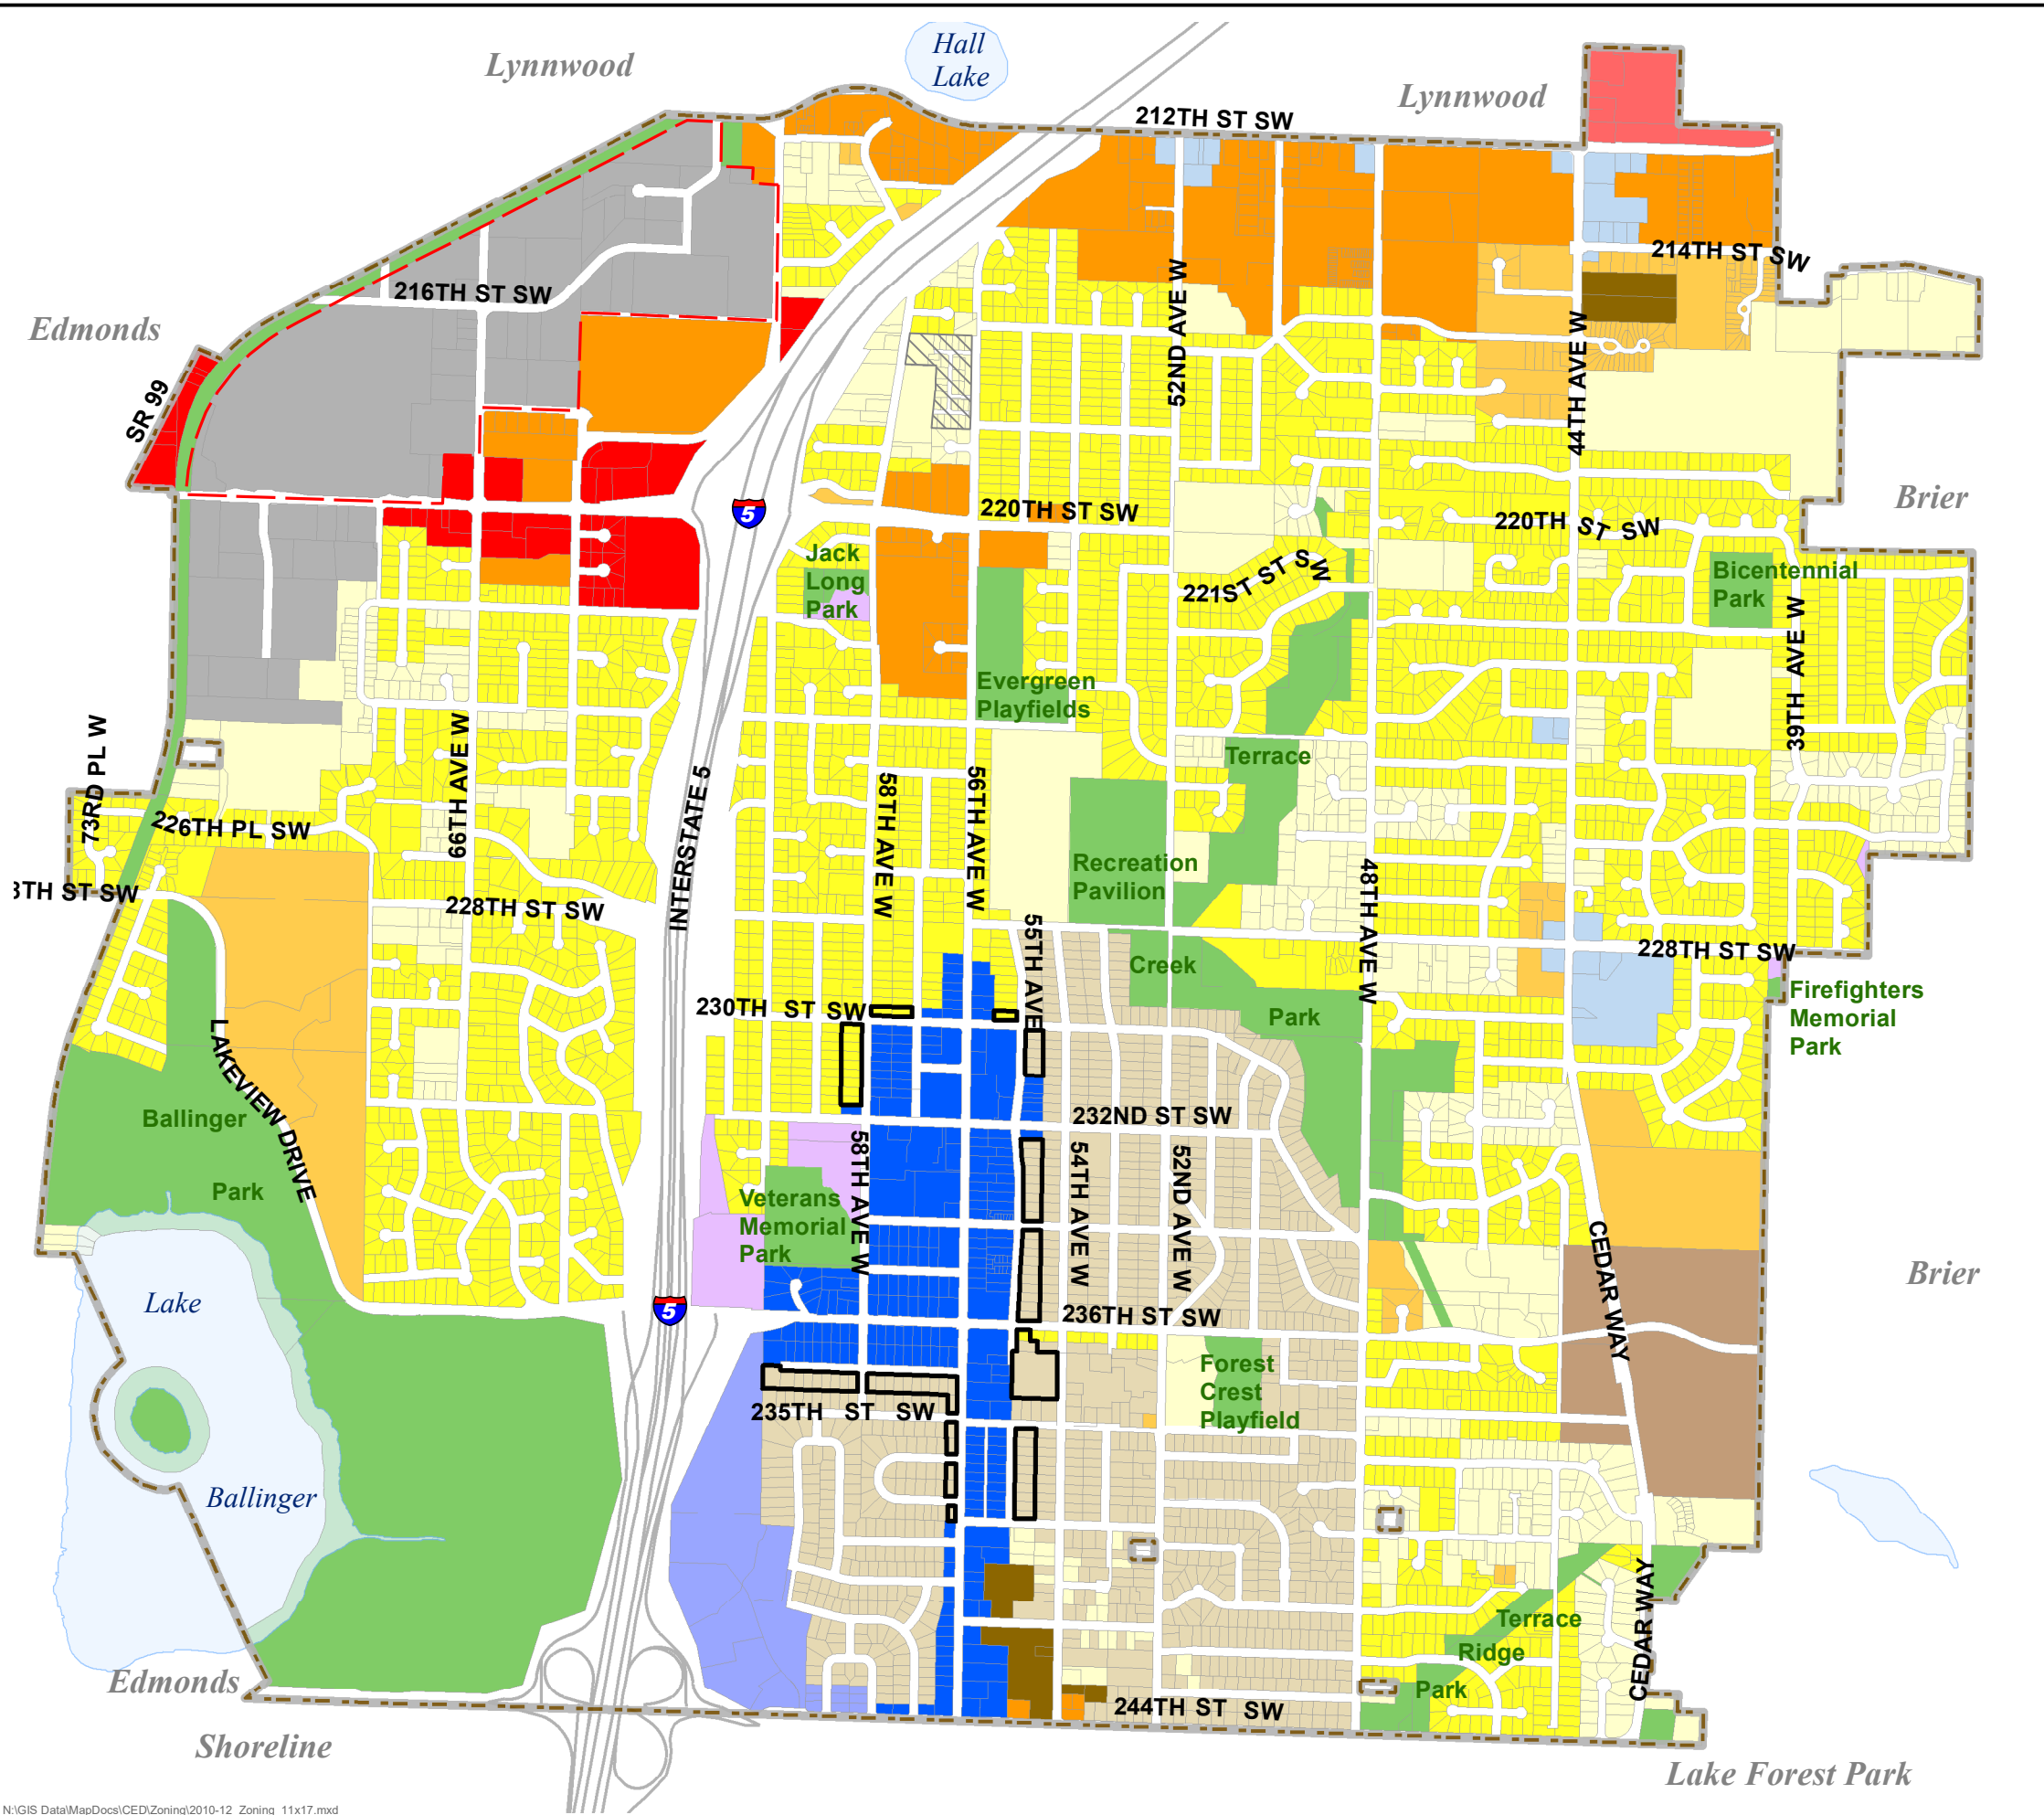 Hall
Lake
Lynnwood
Lynnwood
212TH ST SW
214TH ST SW
216TH ST SW
Edmonds
SR 99
52ND AVE W
44TH AVE W
Brier
5
220TH ST SW
220TH ST SW
Jack
Long
Park
221ST ST SW
Bicentennial
Park
39TH AVE W
Evergreen
Playfields
73RD PL W
66TH AVE W
INTERSTATE 5
58TH AVE W
56TH AVE W
Terrace
226TH PL SW
Recreation
Pavilion
48TH AVE W
8TH ST SW
228TH ST SW
55TH AVE
228TH ST SW
Creek
Firefighters
Memorial
Park
230TH ST SW
Park
LAKEVIEW DRIVE
Ballinger
Park
232ND ST SW
58TH AVE W
54TH AVE W
52ND AVE W
Veterans
Memorial
Park
CEDAR WAY
Brier
Lake
5
236TH ST SW
Forest
Crest
Playfield
235TH ST SW
Ballinger
Terrace
Ridge
Park
CEDAR WAY
Edmonds
244TH ST SW
Shoreline
Lake Forest Park
N:\GIS Data\MapDocs\CED\Zoning\2010-12_Zoning_11x17.mxd